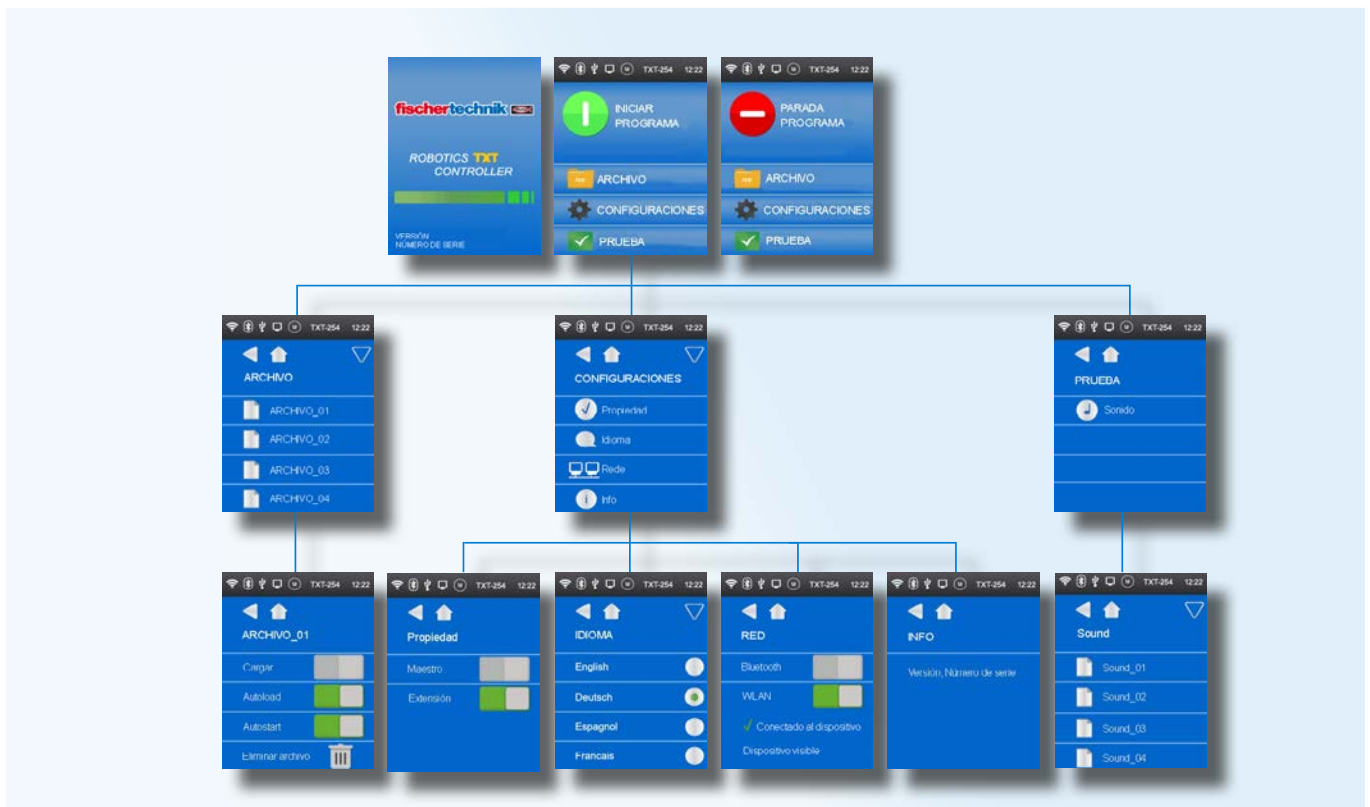 fischertechnik
ROBOTICS TXT
CONTROLLER
VERSIÓN
NÚMERO DE SERIE
TXT-254 12:22
INICIAR
PROGRAMA
ARCHIVO
CONFIGURACIONES
PRUEBA
TXT-254 12:22
PARADA
PROGRAMA
ARCHIVO
CONFIGURACIONES
PRUEBA
TXT-254 12:22
ARCHIVO
ARCHIVO_01
ARCHIVO_02
ARCHIVO_03
ARCHIVO_04
TXT-254 12:22
CONFIGURACIONES
Propiedad
Idioma
Rede
Info
TXT-254 12:22
PRUEBA
Sonido
TXT-254 12:22
ARCHIVO_01
Cargar
Autoload
Autostart
Eliminar archivo
TXT-254 12:22
Propiedad
Maestro
Extensión
TXT-254 12:22
IDIOMA
English
Deutsch
Espagnol
Francais
TXT-254 12:22
RED
Bluetooth
WLAN
Conectado al dispositivo
Dispositivo visible
TXT-254 12:22
INFO
Versión, Número de serie
TXT-254 12:22
Sound
Sound_01
Sound_02
Sound_03
Sound_04